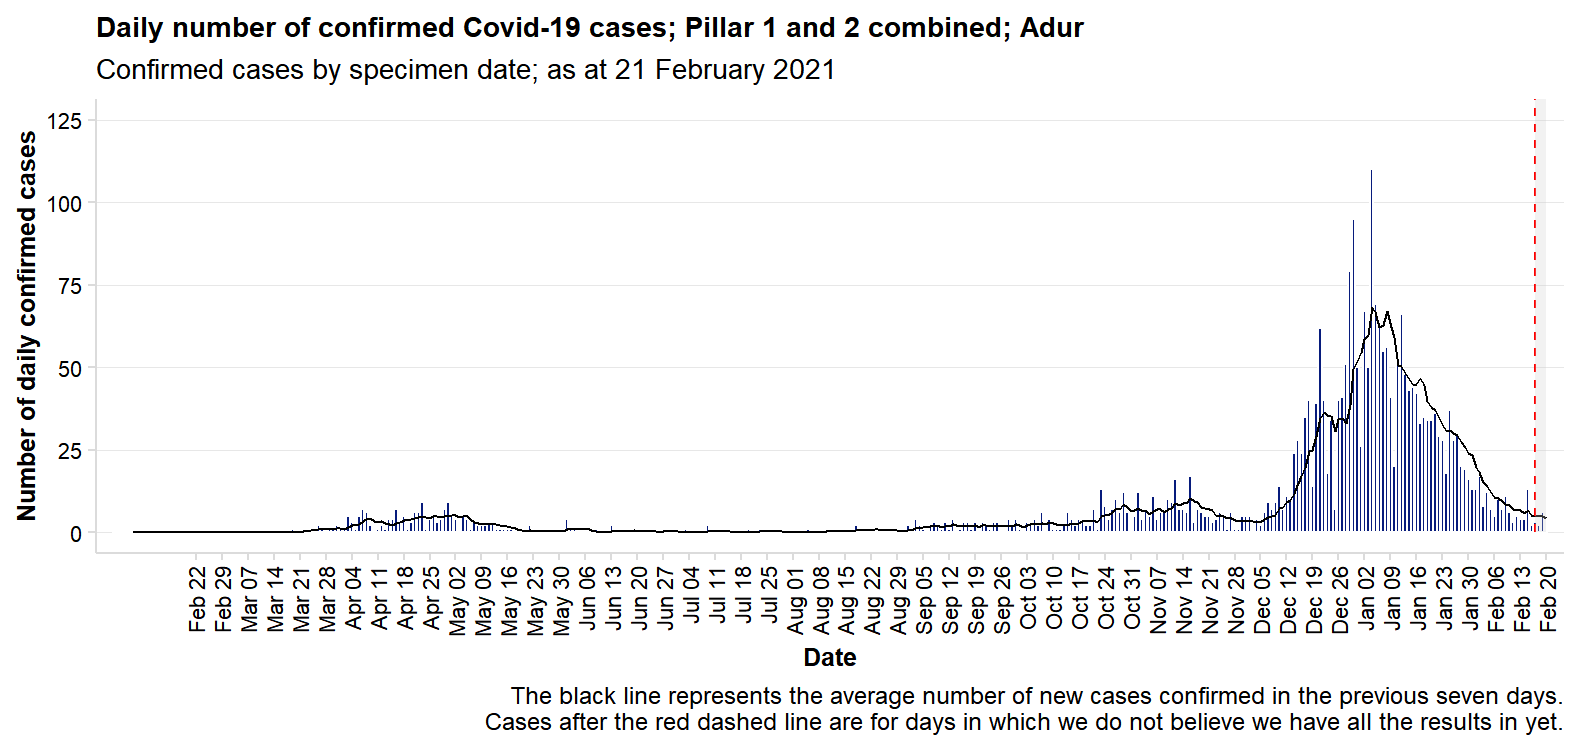 Daily number of confirmed Covid-19 cases; Pillar 1 and 2 combined; Adur
Confirmed cases by specimen date; as at 21 February 2021
Number of daily confirmed cases
125
100
75
50
25
0
Feb 22
Feb 29
Mar 07
Mar 14
Mar 21
Mar 28
Apr 04
Apr 11
Apr 18
Apr 25
May 02
May 09
May 16
May 23
May 30
Jun 06
Jun 13
Jun 20
Jun 27
Jul 04
Jul 11
Jul 18
Jul 25
Aug 01
Aug 08
Aug 15
Aug 22
Aug 29
Sep 05
Sep 12
Sep 19
Sep 26
Oct 03
Oct 10
Oct 17
Oct 24
Oct 31
Nov 07
Nov 14
Nov 21
Nov 28
Dec 05
Dec 12
Dec 19
Dec 26
Jan 02
Jan 09
Jan 16
Jan 23
Jan 30
Feb 06
Feb 13
Feb 20
Date
The black line represents the average number of new cases confirmed in the previous seven days.
Cases after the red dashed line are for days in which we do not believe we have all the results in yet.